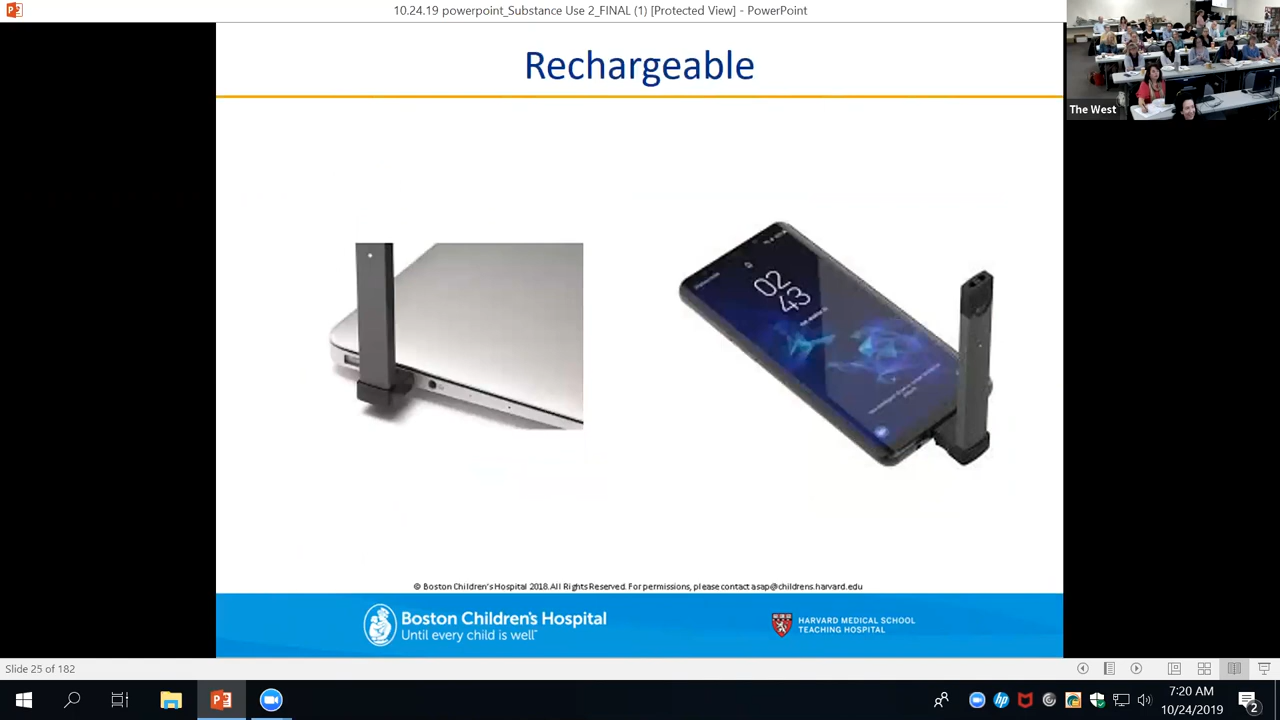 10.24.19 powerpoint_Substance Use 2_FINAL (1) [Protected View] - PowerPoint
The West
Rechargeable
02
43
© Boston Children's Hospital 2018.All Rights Reserved. For permissions, please contact asap@childrens.harvard.edu
Boston Children's Hospital
Until every child is well™
HARVARD MEDICAL SCHOOL
TEACHING HOSPITAL
Slide 25 of 182
7:20 AM
10/24/2019
2